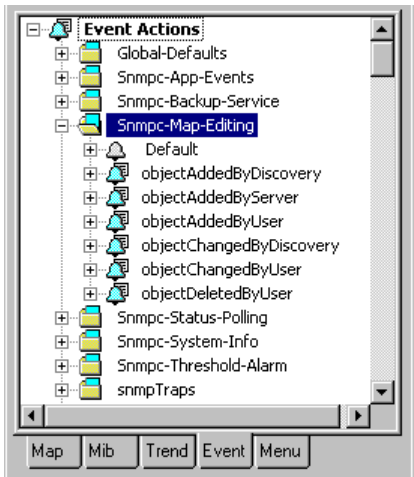 Event Actions
Global-Defaults
Snmpc-App-Events
Snmpc-Backup-Service
Snmpc-Map-Editing
Default
objectAddedByDiscovery
objectAddedByServer
objectAddedByUser
objectChangedByDiscovery
objectChangedByUser
objectDeletedByUser
Snmpc-Status-Polling
Snmpc-System-Info
Snmpc-Threshold-Alarm
snmpTraps
Map Mib Trend Event Menu